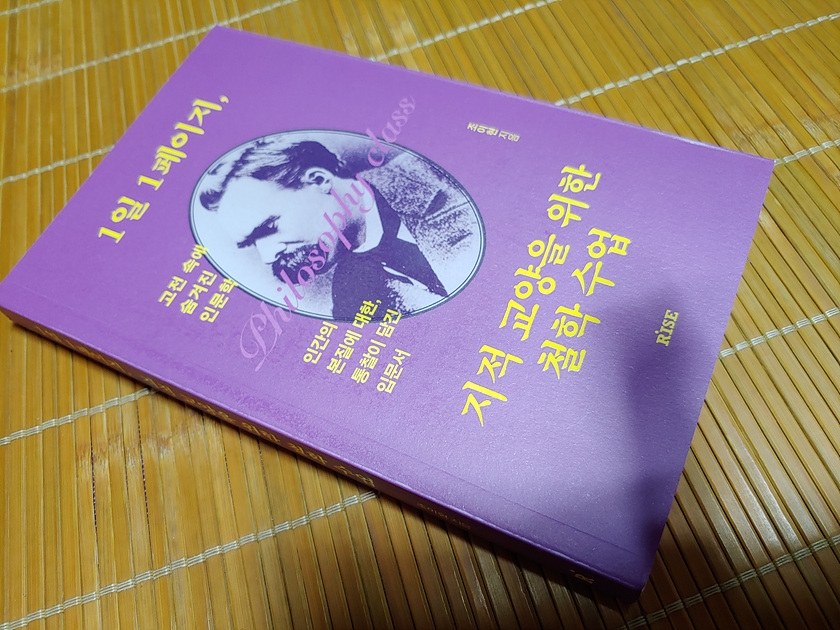 1일 1페이지,
조이현 지음
지적 교양을 위한
철학 수업
Philosophy class
고전 속에
숨겨진
인문학
인간의
본질에 대한,
통찰이 담긴
입문서
RISE